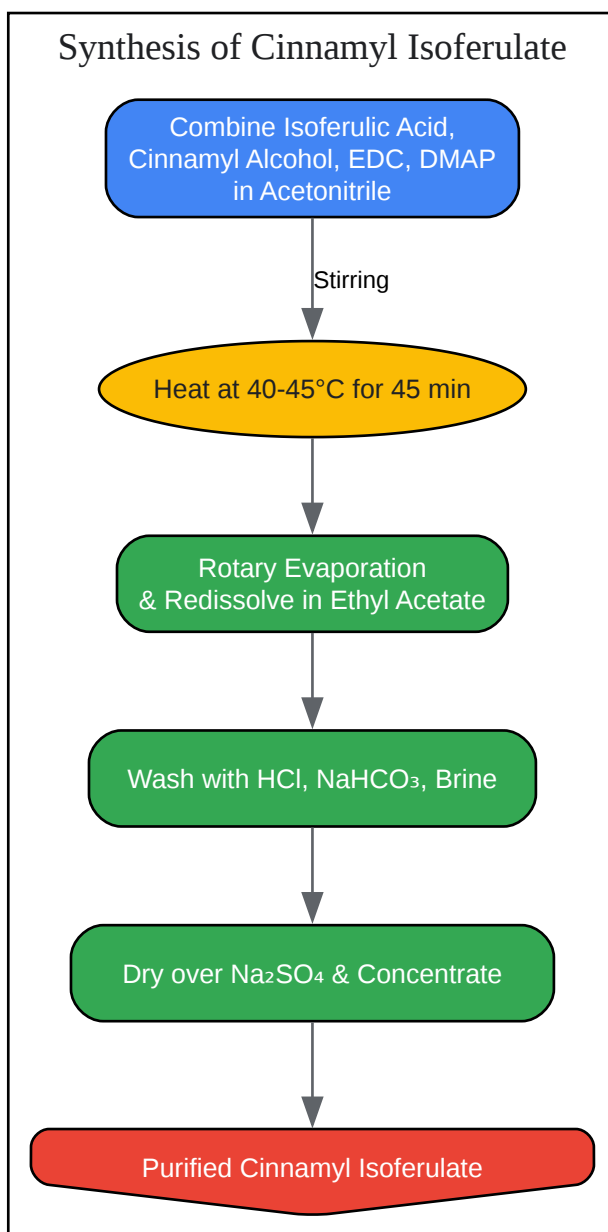 Synthesis of Cinnamyl Isoferulate
Combine Isoferulic Acid,
Cinnamyl Alcohol, EDC, DMAP
in Acetonitrile
Stirring
Heat at 40-45°C for 45 min
Rotary Evaporation
& Redissolve in Ethyl Acetate
Wash with HCl, NaHCO₃, Brine
Dry over Na₂SO₄ & Concentrate
Purified Cinnamyl Isoferulate